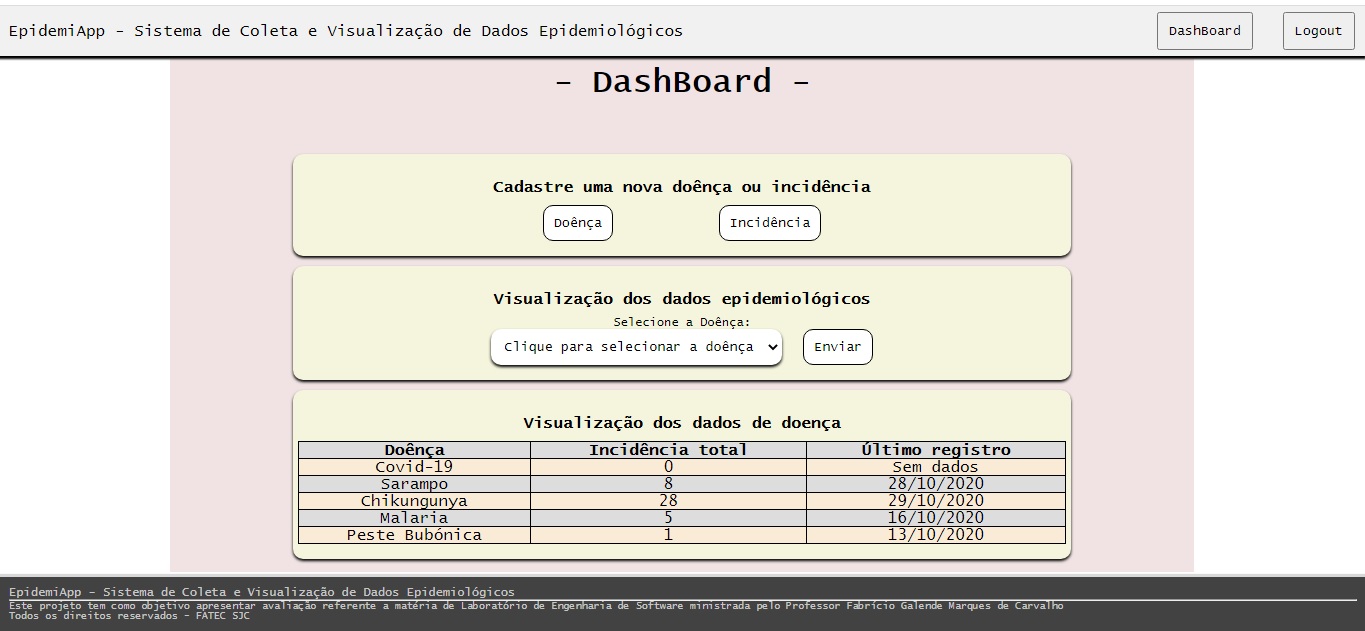 EpidemiApp - Sistema de Coleta e Visualização de Dados Epidemiológicos
DashBoard
Logout
- DashBoard -
Cadastre uma nova doênça ou incidência
Doênça
Incidência
Visualização dos dados epidemiológicos
Selecione a Doênça:
Clique para selecionar a doênça
Enviar
Visualização dos dados de doença
Doênça Incidência total Último registro
Covid-19 0 Sem dados
Sarampo 8 28/10/2020
Chikungunya 28 29/10/2020
Malaria 5 16/10/2020
Peste Bubónica 1 13/10/2020
EpidemiApp - Sistema de Coleta e Visualização de Dados Epidemiológicos
Este projeto tem como objetivo apresentar avaliação referente a matéria de Laboratório de Engenharia de Software ministrada pelo Professor Fabrício Galende Marques de Carvalho
Todos os direitos reservados - FATEC SJC